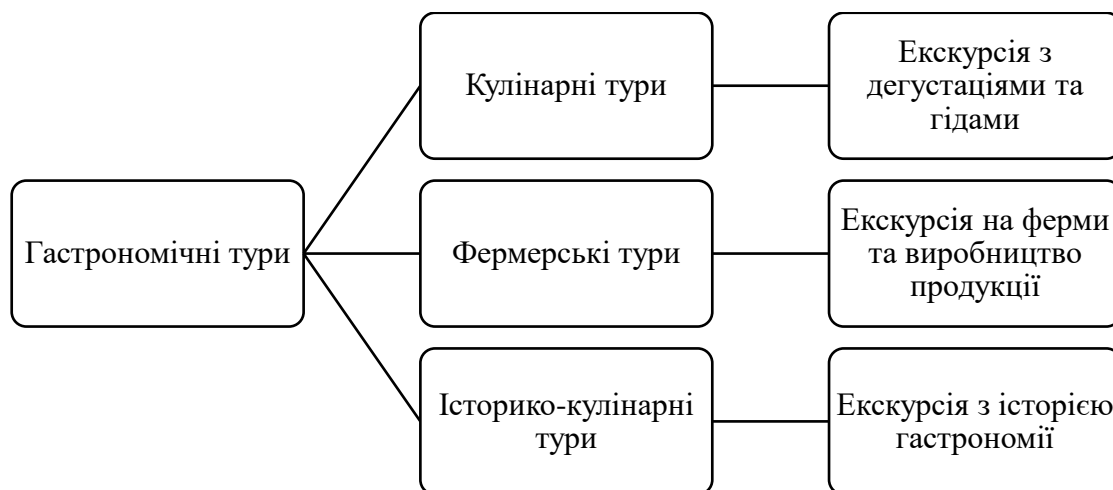 Гастрономічні тури
Кулінарні тури
Екскурсія з
дегустаціями та
гідами
Фермерські тури
Екскурсія на ферми
та виробництво
продукції
Історико-кулінарні
тури
Екскурсія з історією
гастрономії